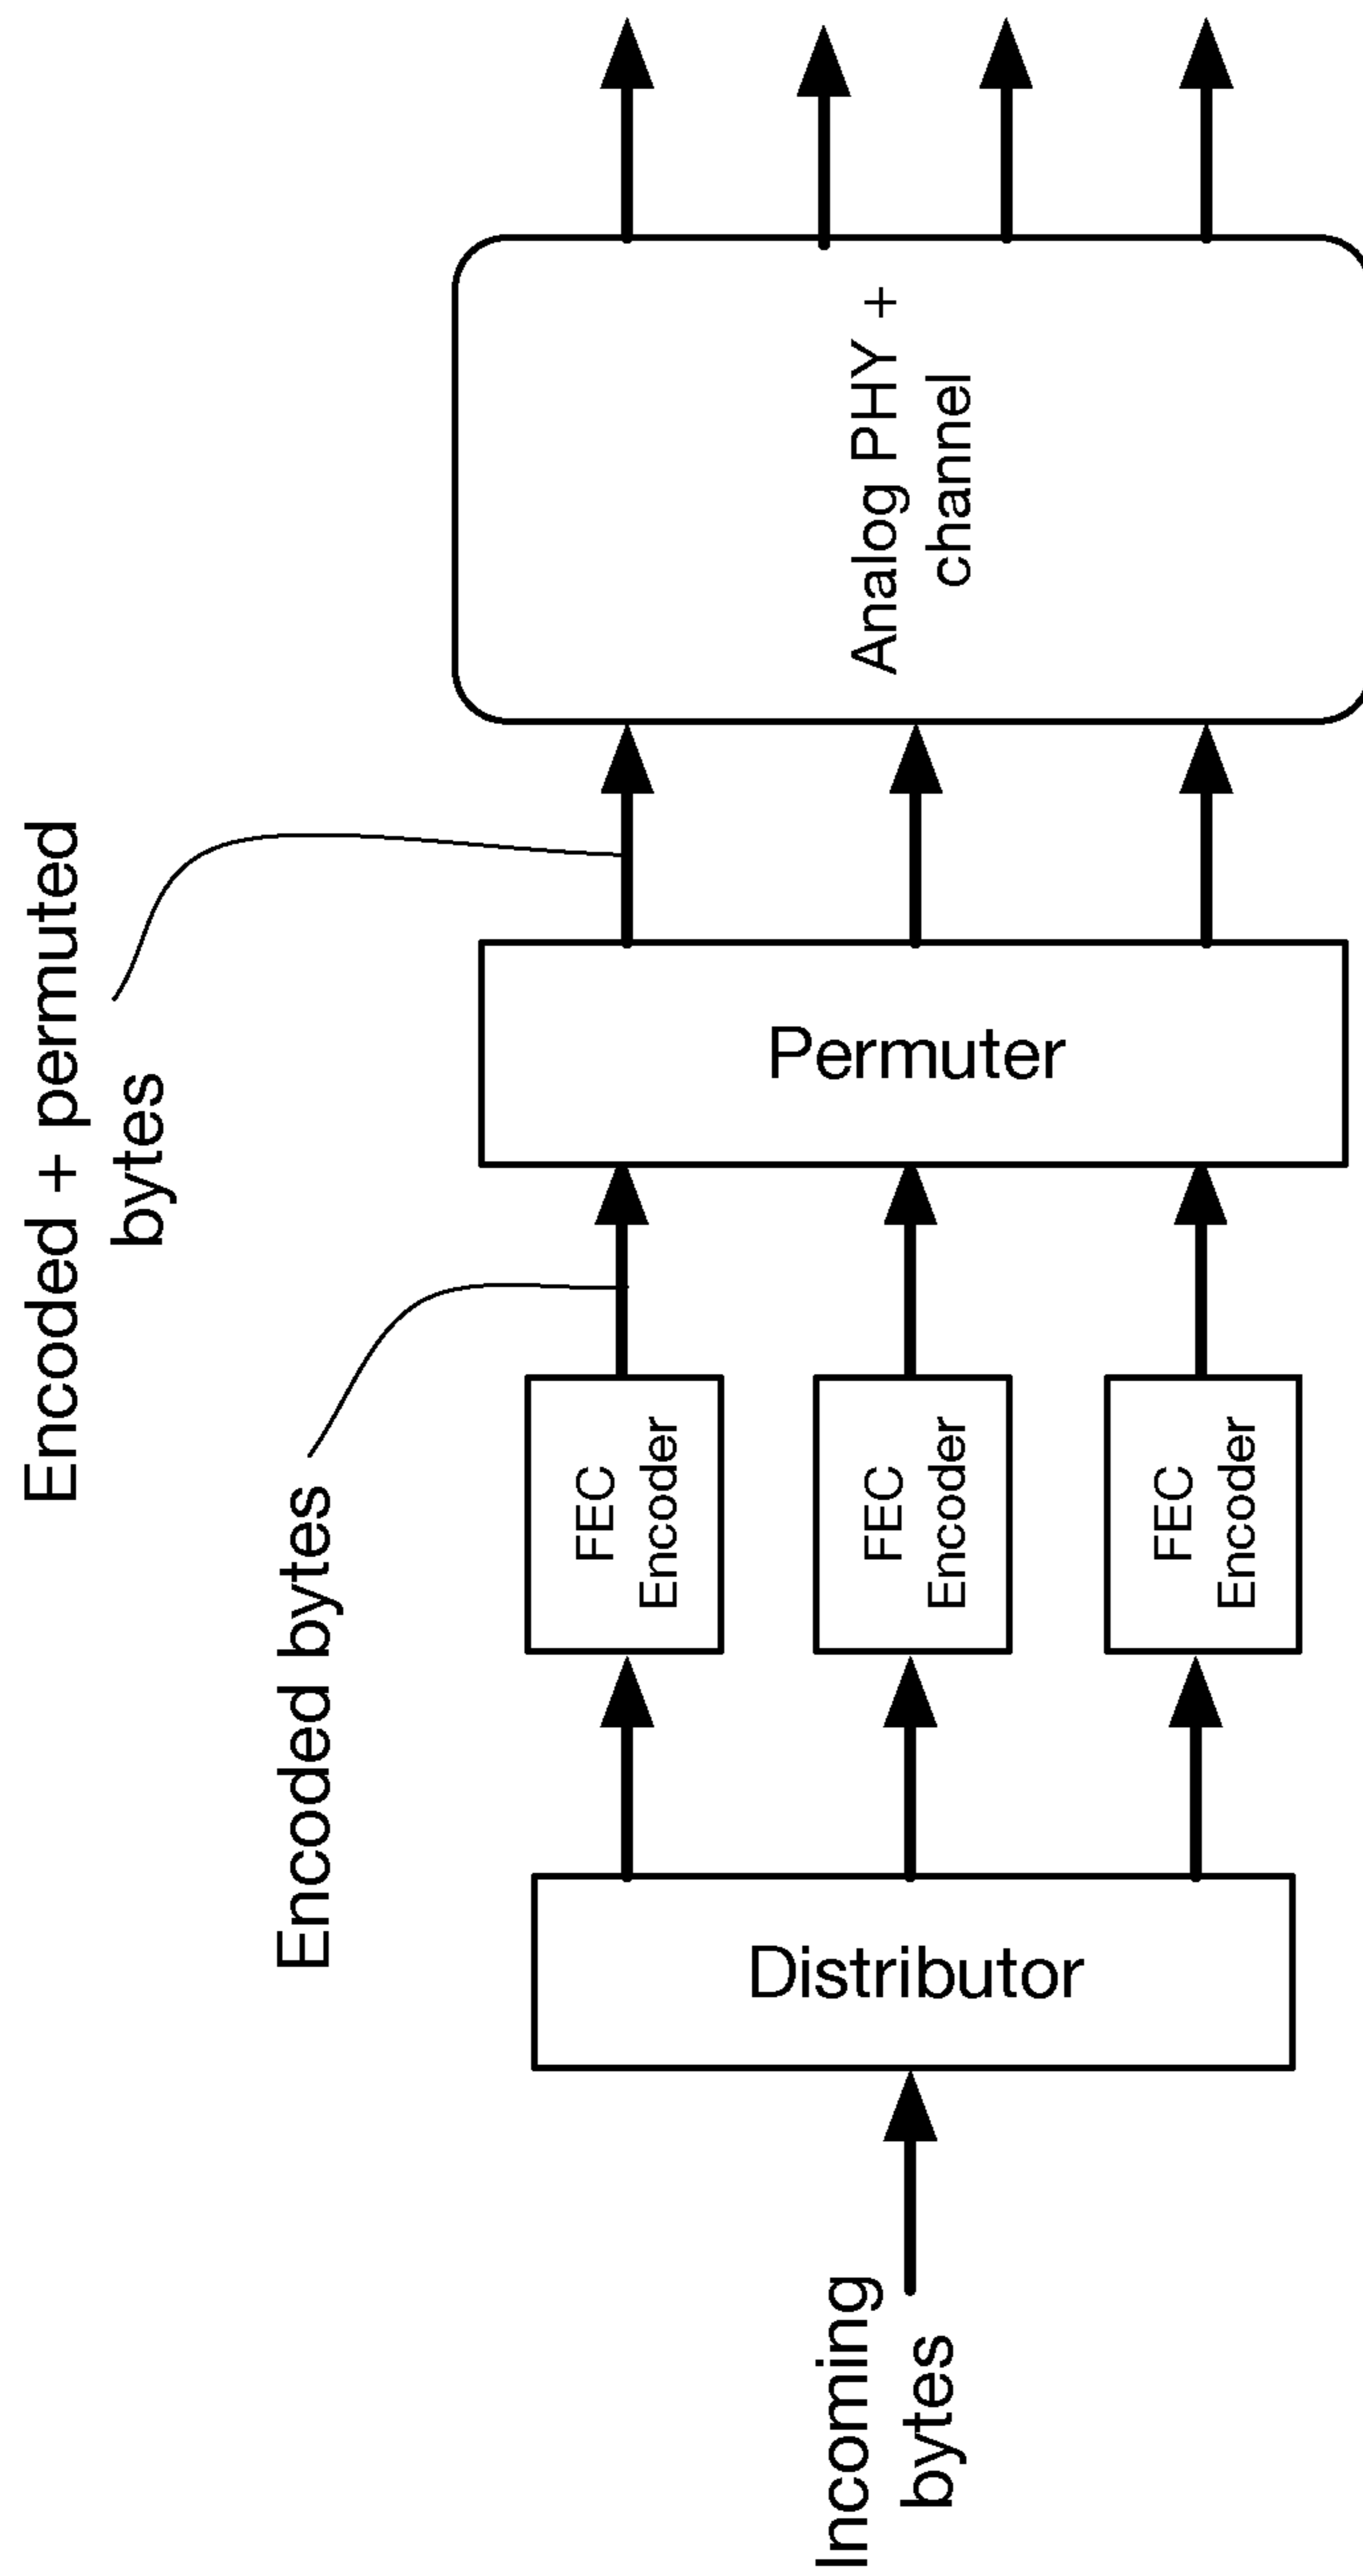 Encoded + permuted
bytes
Encoded bytes
Incoming
bytes
Distributor
FEC
Encoder
FEC
Encoder
FEC
Encoder
Permuter
Analog PHY +
channel